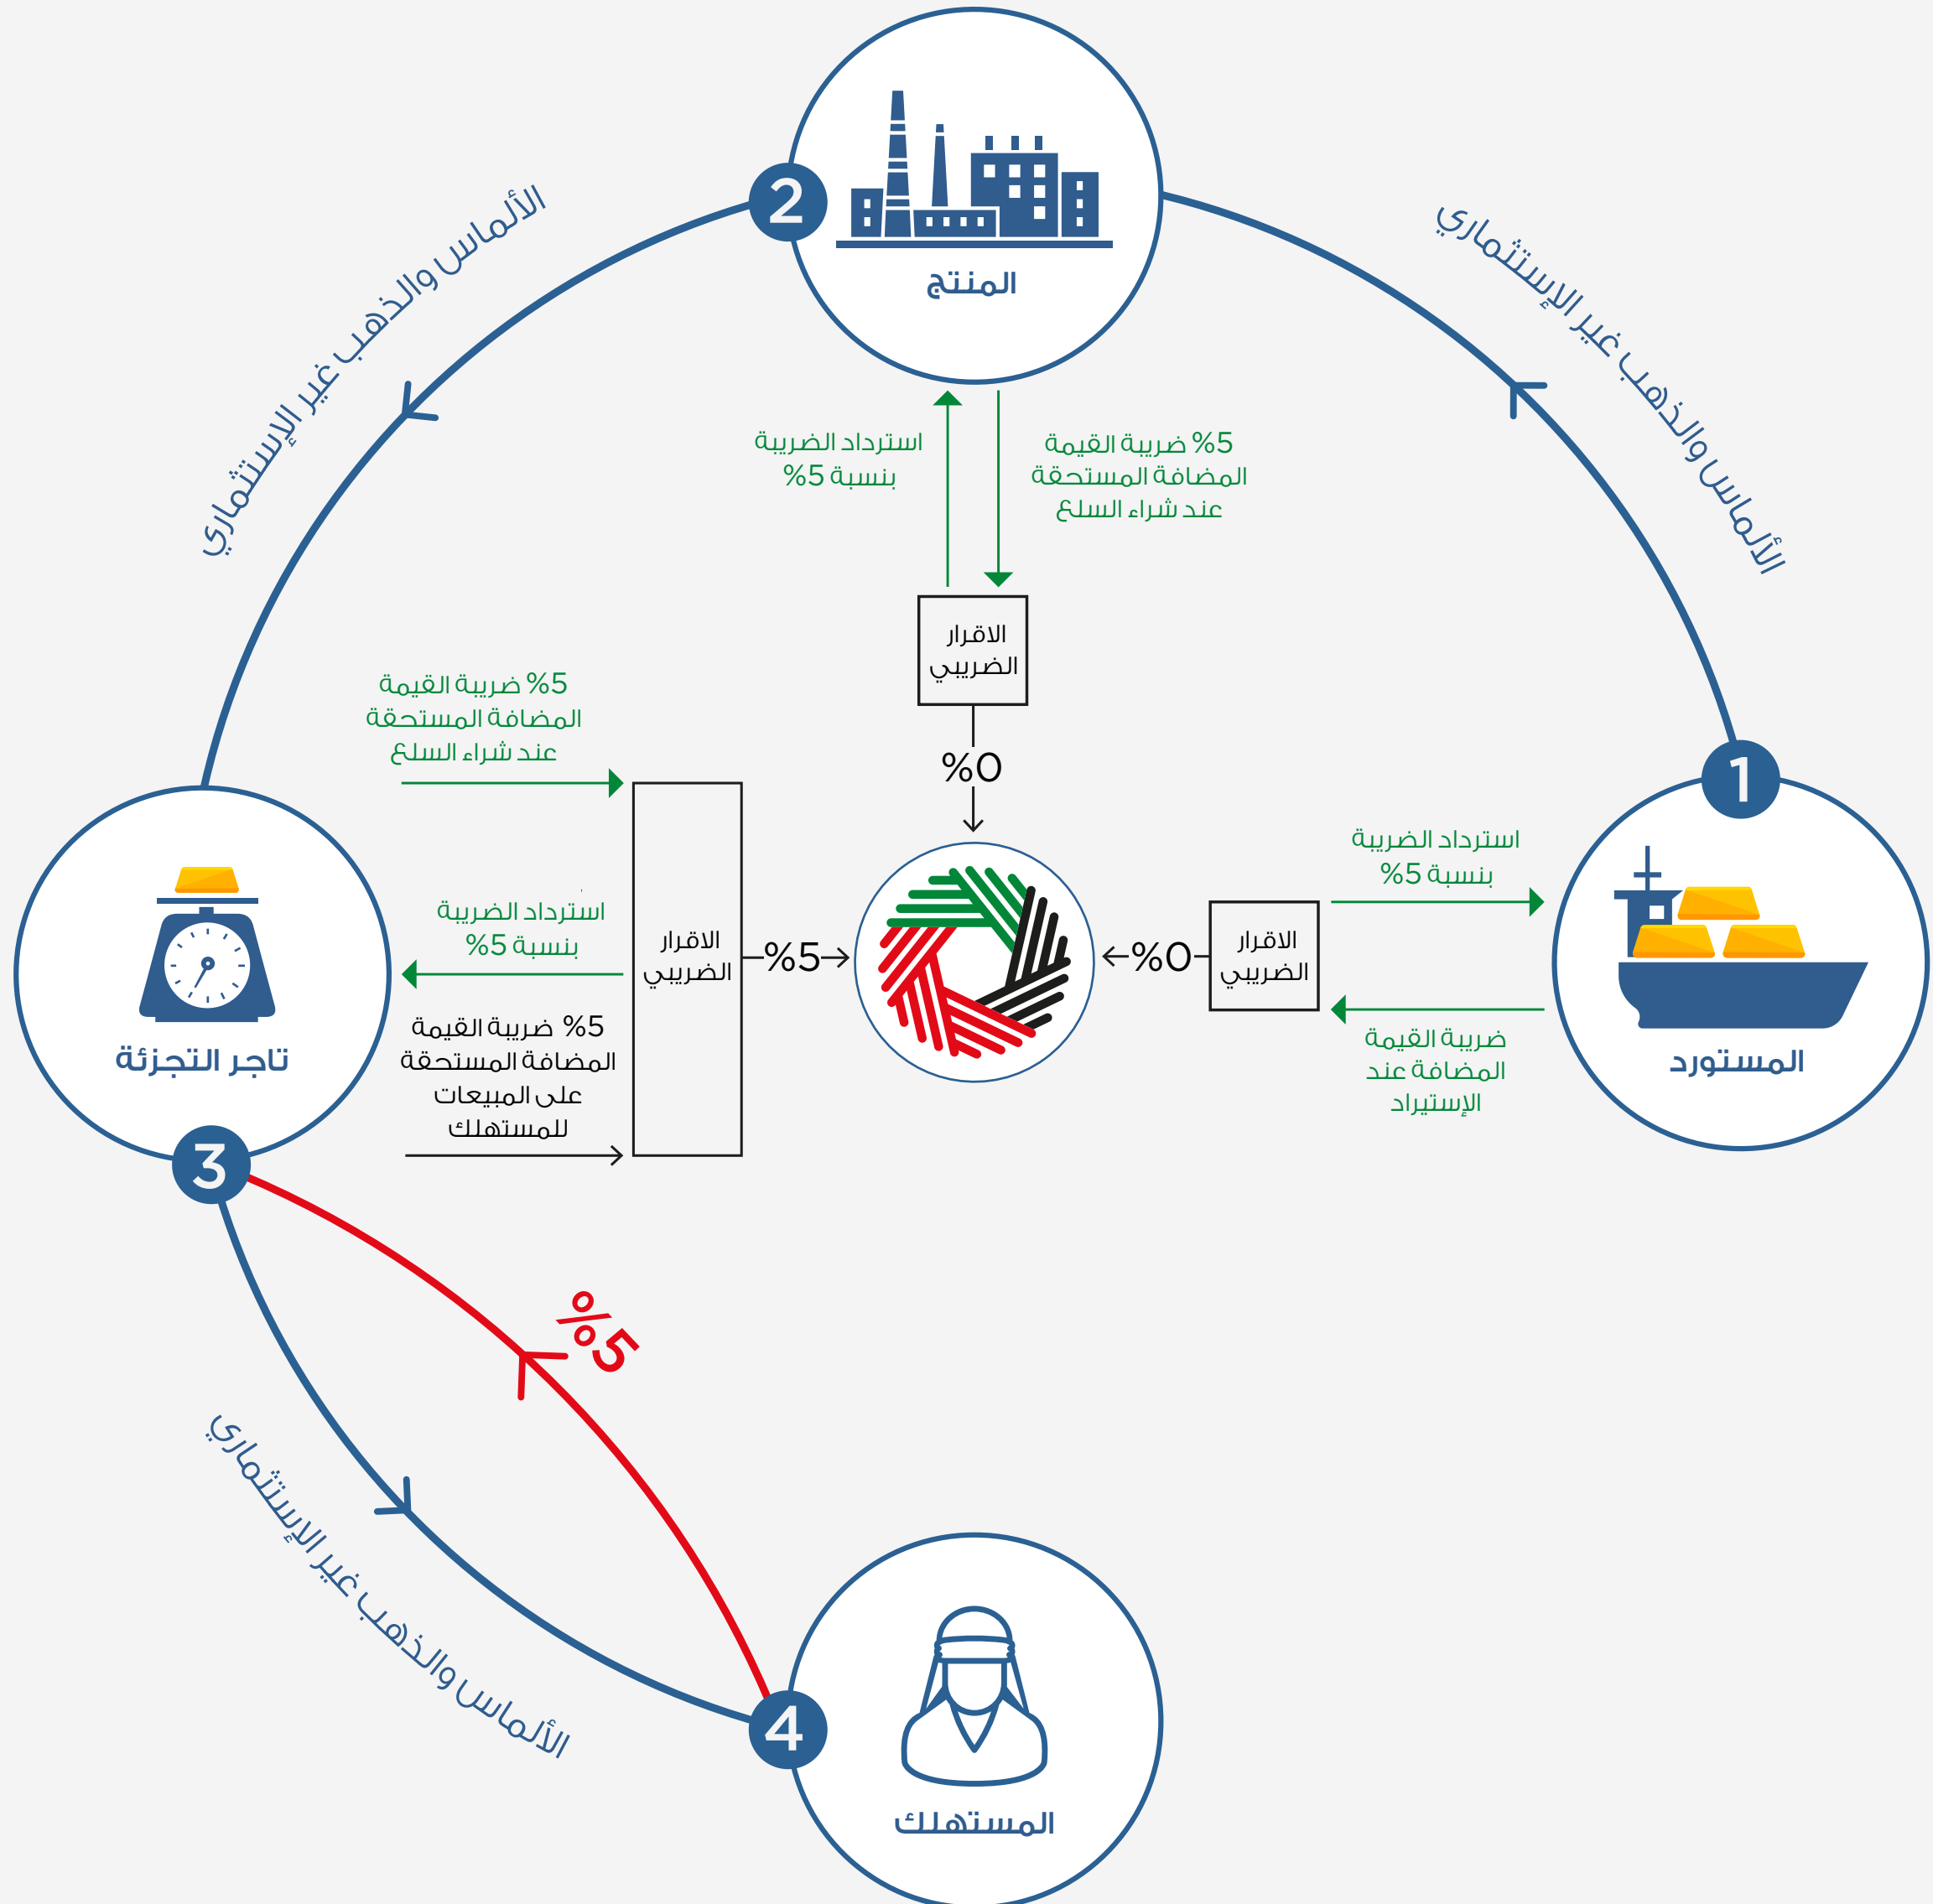 2
المنتج
الألماس والذهب غير الإستثماري
الألماس والذهب غير الإستثماري
%5 ضريبة القيمة
المضافة المستحقة
عند شراء السلع
استرداد الضريبة
بنسبة 5%
الاقرار
الضريبي
%0
1
المستورد
استرداد الضريبة
بنسبة 5%
ضريبة القيمة
المضافة عند
الإستيراد
الاقرار
الضريبي
%0
%5 ضريبة القيمة
المضافة المستحقة
عند شراء السلع
استرداد الضريبة
بنسبة 5%
%5 ضريبة القيمة
المضافة المستحقة
على المبيعات
للمستهلك
الاقرار
الضريبي
%5
تاجر التجزئة
3
%5
الألماس والذهب غير الإستثماري
4
المستهلك